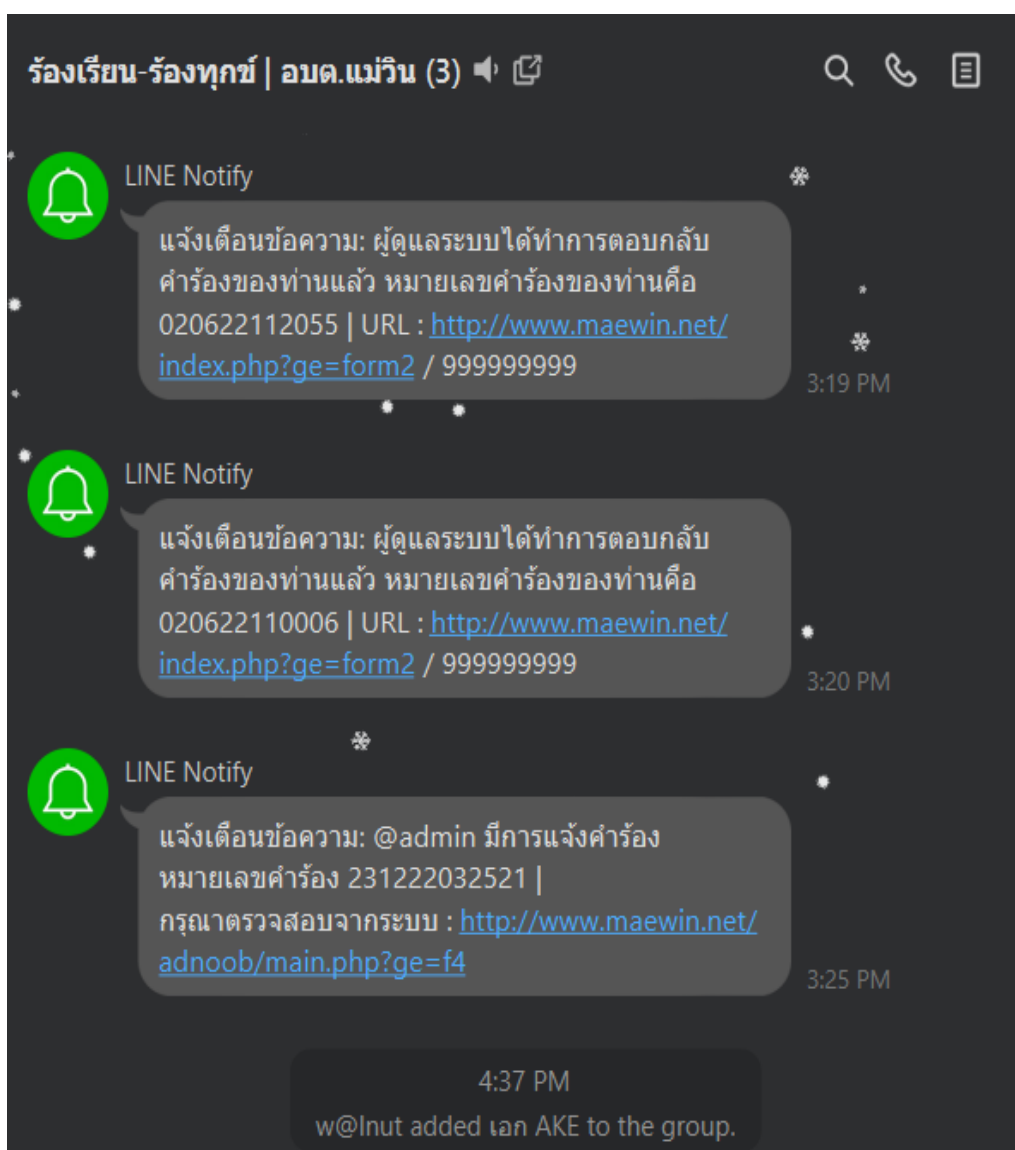 ร้องเรียน-ร้องทุกข์ | อบต.แม่วิน (3)
LINE Notify
แจ้งเตือนข้อความ: ผู้ดูแลระบบได้ทำการตอบกลับ
คำร้องของท่านแล้ว หมายเลขคำร้องของท่านคือ
020622112055 | URL : http://www.maewin.net/
index.php?ge=form2 / 999999999
3:19 PM
LINE Notify
แจ้งเตือนข้อความ: ผู้ดูแลระบบได้ทำการตอบกลับ
คำร้องของท่านแล้ว หมายเลขคำร้องของท่านคือ
020622110006 | URL : http://www.maewin.net/
index.php?ge=form2 / 999999999
3:20 PM
LINE Notify
แจ้งเตือนข้อความ: @admin มีการแจ้งคำร้อง
หมายเลขคำร้อง 231222032521 |
กรุณาตรวจสอบจากระบบ : http://www.maewin.net/
adnoob/main.php?ge=f4
3:25 PM
4:37 PM
w@lnut added เอก AKE to the group.